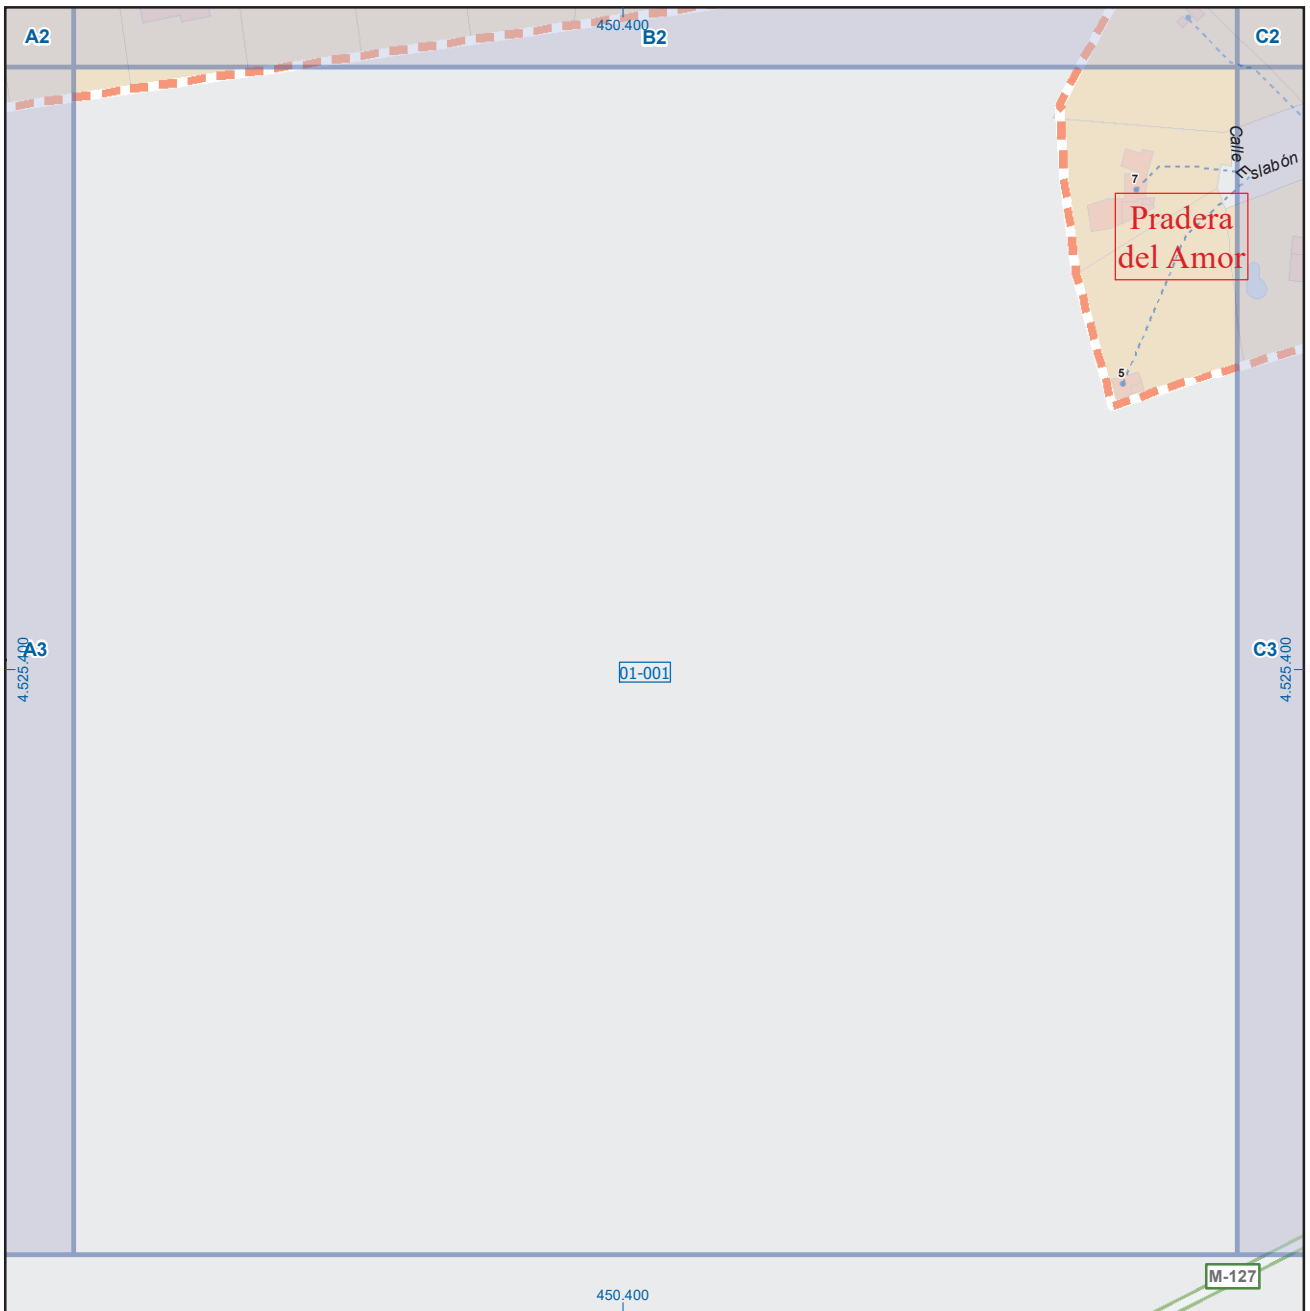 450.400
A2
B2
C2
Calle Eslabón
7
Pradera
del Amor
5
A3
4.525.400
01-001
C3
4.525.400
M-127
450.400